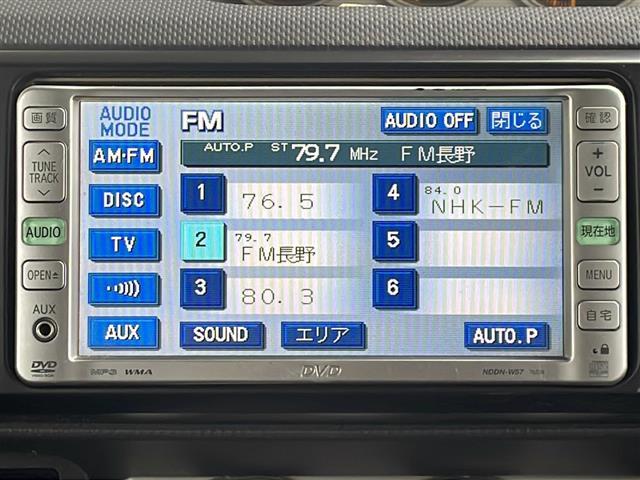 画質
AUDIO MODE
FM
AUDIO OFF
閉じる
確認
TUNE TRACK
AM・FM
AUTO.P ST 79.7 MHz FM長野
+
VOL
−
DISC
1 76.5
4 84.0 NHK-FM
AUDIO
TV
2 79.7 FM長野
5
現在地
OPEN
3 80.3
6
MENU
AUX
AUX
SOUND
エリア
AUTO.P
自宅
DVD
MP3 WMA
DVD
NDDN-W57